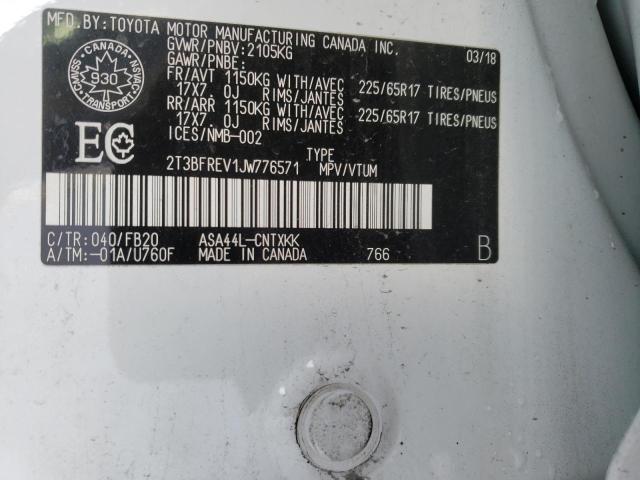 MFD.BY:TOYOTA MOTOR MANUFACTURING CANADA INC.
GVWR/PNBV:2105KG 03/18
GAWR/PNBE:
FR/AVT 1150KG WITH/AVEC 225/65R17 TIRES/PNEUS
17X7.0J RIMS/JANTES
RR/ARR 1150KG WITH/AVEC 225/65R17 TIRES/PNEUS
17X7.0J RIMS/JANTES
ICES/NMB-002
CANADA
CMVSS 930 NSVAC
TRANSPORT
EC
TYPE
2T3BFREV1JW776571 MPV/VTUM
C/TR:040/FB20 ASA44L-CNTXKK
A/TM:-01A/U760F MADE IN CANADA 766 B